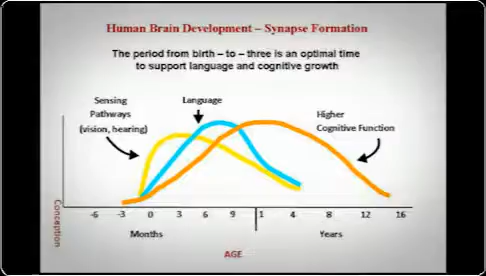 Human Brain Development – Synapse Formation
The period from birth – to – three is an optimal time
to support language and cognitive growth
Sensing
Pathways
(vision, hearing)
Language
Higher
Cognitive Function
Conception
-6 -3 0 3 6 9 1 4 8 12 16
Months Years
AGE